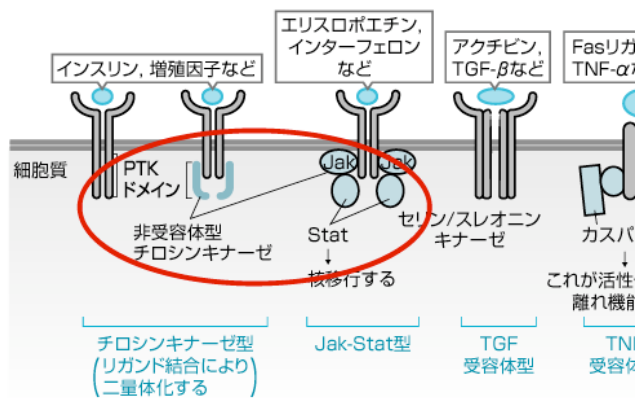 インスリン, 増殖因子など
エリスロポエチン,
インターフェロン
など
アクチビン,
TGF-βなど
Fasリガ
TNF-α
細胞質
PTK
ドメイン
Jak
Jak
非受容体型
チロシンキナーゼ
Stat
↓
核移行する
セリン/スレオニン
キナーゼ
カスパ
↓
これが活性
離れ機能
チロシンキナーゼ型
(リガンド結合により
二量体化する)
Jak-Stat型
TGF
受容体型
TN
受容体